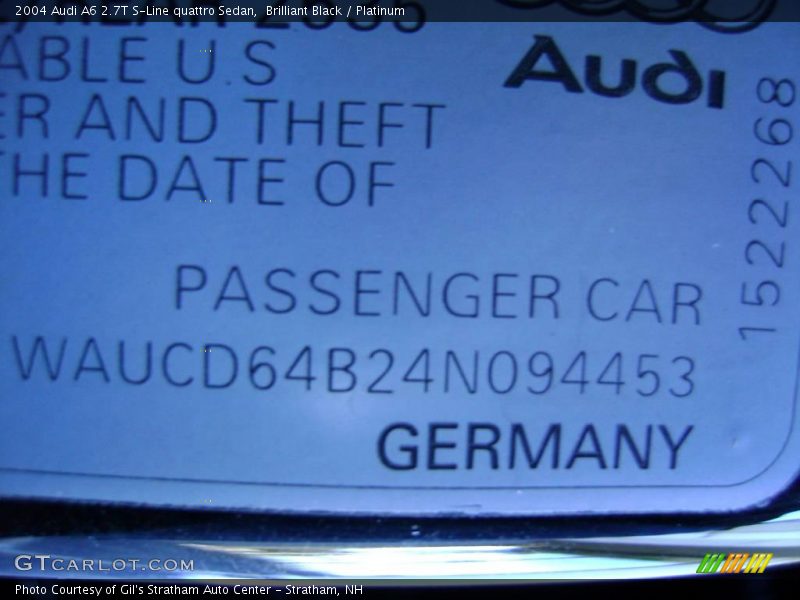 2004 Audi A6 2.7T S-Line quattro Sedan, Brilliant Black / Platinum
ABLE U.S
AUDI
ER AND THEFT
THE DATE OF
1522268
PASSENGER CAR
WAUCD64B24N094453
GERMANY
GTCARLOT.COM
Photo Courtesy of Gil's Stratham Auto Center - Stratham, NH